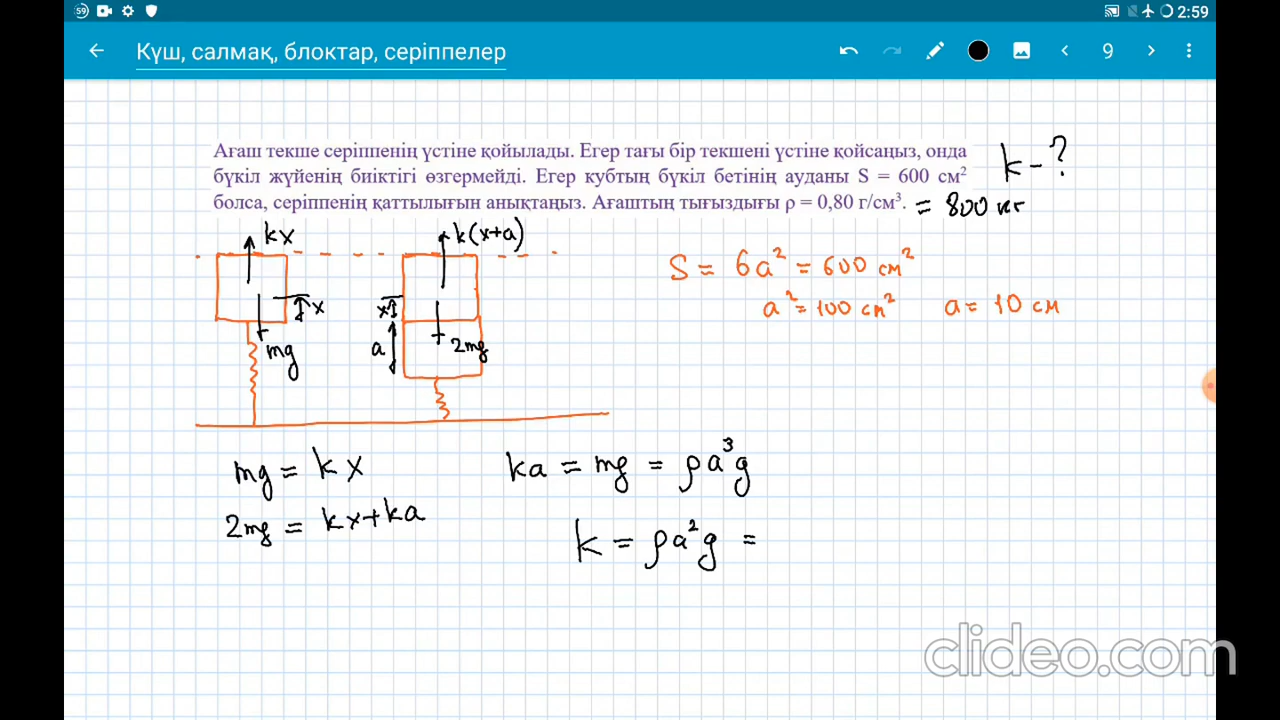 59
2:59
Күш, салмақ, блоктар, серіппелер
9
Ағаш текше серіппенің үстіне қойылады. Егер тағы бір текшені үстіне қойсаңыз, онда
бүкіл жүйенің биіктігі өзгермейді. Егер кубтың бүкіл бетінің ауданы S = 600 см²
болса, серіппенің қаттылығын анықтаңыз. Ағаштың тығыздығы ρ = 0,80 г/см³.
k - ?
= 800 кг
kx
k(x+a)
x
mg
x
a
2mg
S = 6a² = 600 см²
a² = 100 см² a = 10 см
mg = kx
2mg = kx+ka
ka = mg = ρa³g
k = ρa²g =
clideo.com